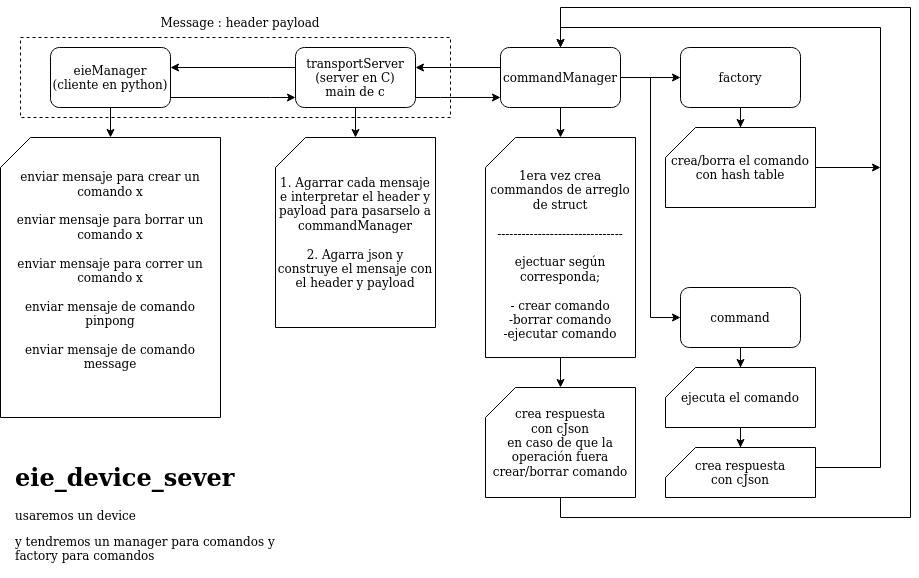 Message : header payload
eieManager
(cliente en python)
transportServer
(server en C)
main de c
commandManager
factory
enviar mensaje para crear un
comando x
enviar mensaje para borrar un
comando x
enviar mensaje para correr un
comando x
enviar mensaje de comando
pinpong
enviar mensaje de comando
message
1. Agarrar cada mensaje
e interpretar el header y
payload para pasarselo a
commandManager
2. Agarra json y
construye el mensaje con
el header y payload
1era vez crea
commandos de arreglo
de struct
-------------------------------
ejectuar según
corresponda;
- crear comando
-borrar comando
-ejecutar comando
crea respuesta
con cJson
en caso de que la
operación fuera
crear/borrar comando
crea/borra el comando
con hash table
command
ejecuta el comando
crea respuesta
con cJson
eie_device_sever
usaremos un device
y tendremos un manager para comandos y
factory para comandos